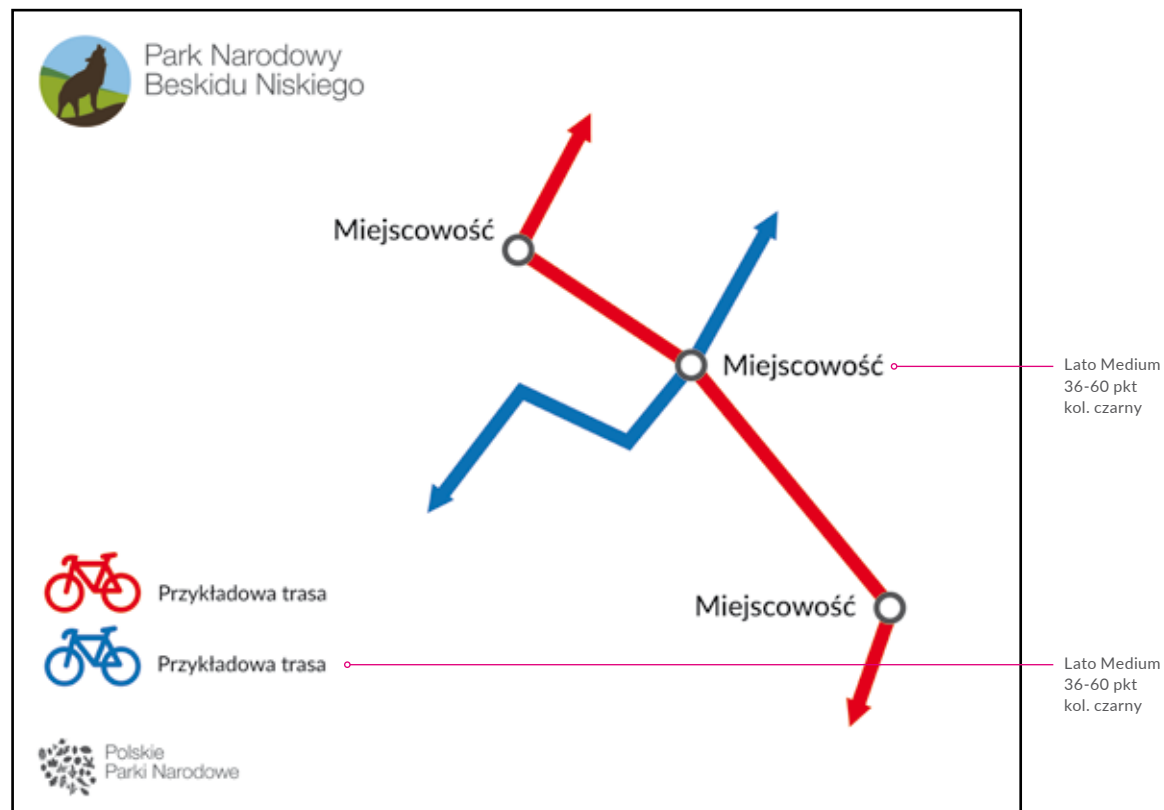 Park Narodowy
Beskidu Niskiego
Miejscowość
Miejscowość
Lato Medium
36-60 pkt
kol. czarny
Przykładowa trasa
Miejscowość
Przykładowa trasa
Lato Medium
36-60 pkt
kol. czarny
Polskie
Parki Narodowe